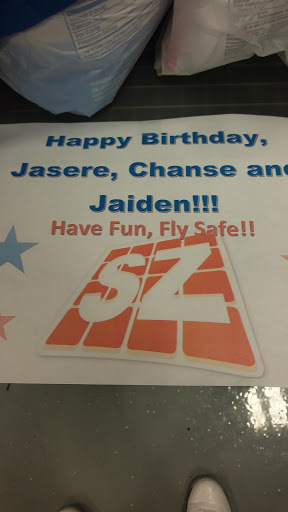 Happy Birthday,
Jasere, Chanse and
Jaiden!!!
Have Fun, Fly Safe!!
SZ